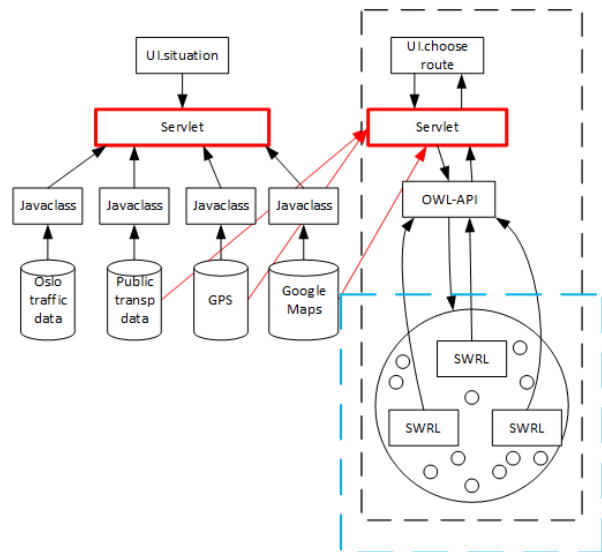 UI.situation
UI.choose
route
Servlet
Servlet
Javaclass
Javaclass
Javaclass
Javaclass
OWL-API
Oslo
traffic
data
Public
transp
data
GPS
Google
Maps
SWRL
SWRL
SWRL